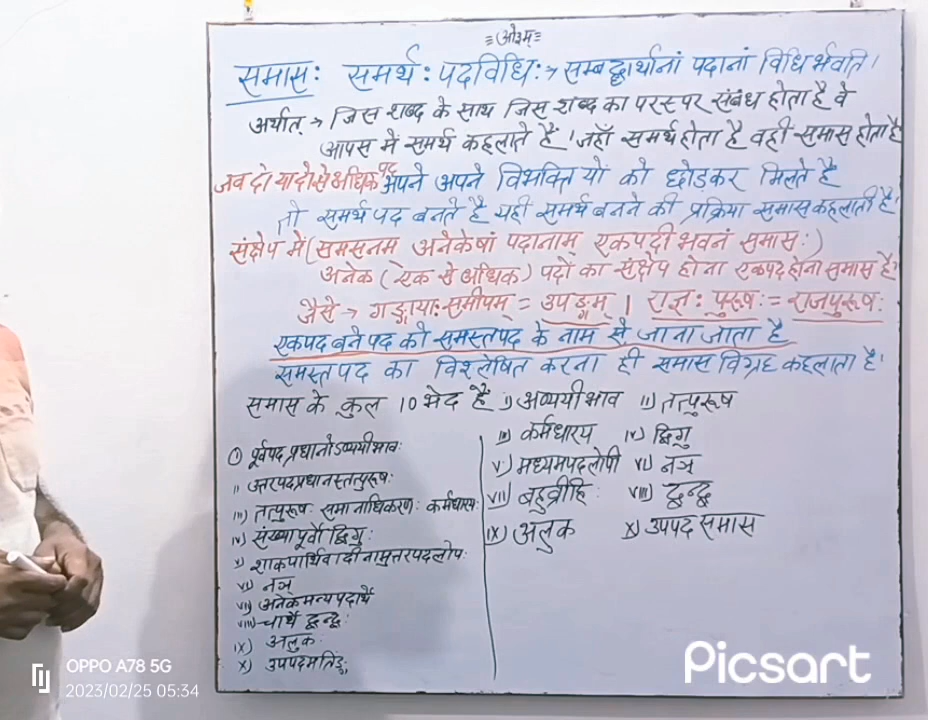 ओ३म्
समासः समर्थः पदविधिः → सम्बद्धार्थानां पदानां विधिर्भवति।
अर्थात् → जिस शब्द के साथ जिस शब्द का परस्पर संबंध होता है वे
आपस में समर्थ कहलाते हैं। जहाँ समर्थ होता है वही समास होता है
जब दो या दो से अधिक पद अपने अपने विभक्तियों को छोड़कर मिलते है
तो समर्थ पद बनते है यही समर्थ बनने की प्रक्रिया समास कहलाती है।
संक्षेप में (समसनम अनेकेषां पदानाम् एकपदीभवनं समासः)
अनेक (एक से अधिक) पदों का संक्षेप होना एकपद होना समास है।
जैसे → गङ्गायाः समीपम् = उपङ्गम् । राज्ञः पुरूषः = राजपुरूषः
एकपद बने पद को समस्तपद के नाम से जाना जाता है
समस्तपद का विश्लेषित करना ही समास विग्रह कहलाता है।
समास के कुल 10 भेद है i) अव्ययीभाव ii) तत्पुरूष
iii) कर्मधारय iv) द्विगु
v) मध्यमपदलोपी vi) नञ्
vii) बहुव्रीहि viii) द्वन्द्व
ix) अलुक x) उपपद समास
i) पूर्वपदप्रधानोऽव्ययीभावः
ii उत्तरपदप्रधानस्तत्पुरूषः
iii) तत्पुरूषः समानाधिकरणः कर्मधारयः
iv) संख्यापूर्वो द्विगुः
v) शाकपार्थिवादीनामुत्तरपदलोपः
vi) नञ्
vii) अनेकमन्यपदार्थे
viii) चार्थे द्वन्द्वः
ix) अलुकः
x) उपपदमतिङ्ः
OPPO A78 5G
2023/02/25 05:34
Picsart